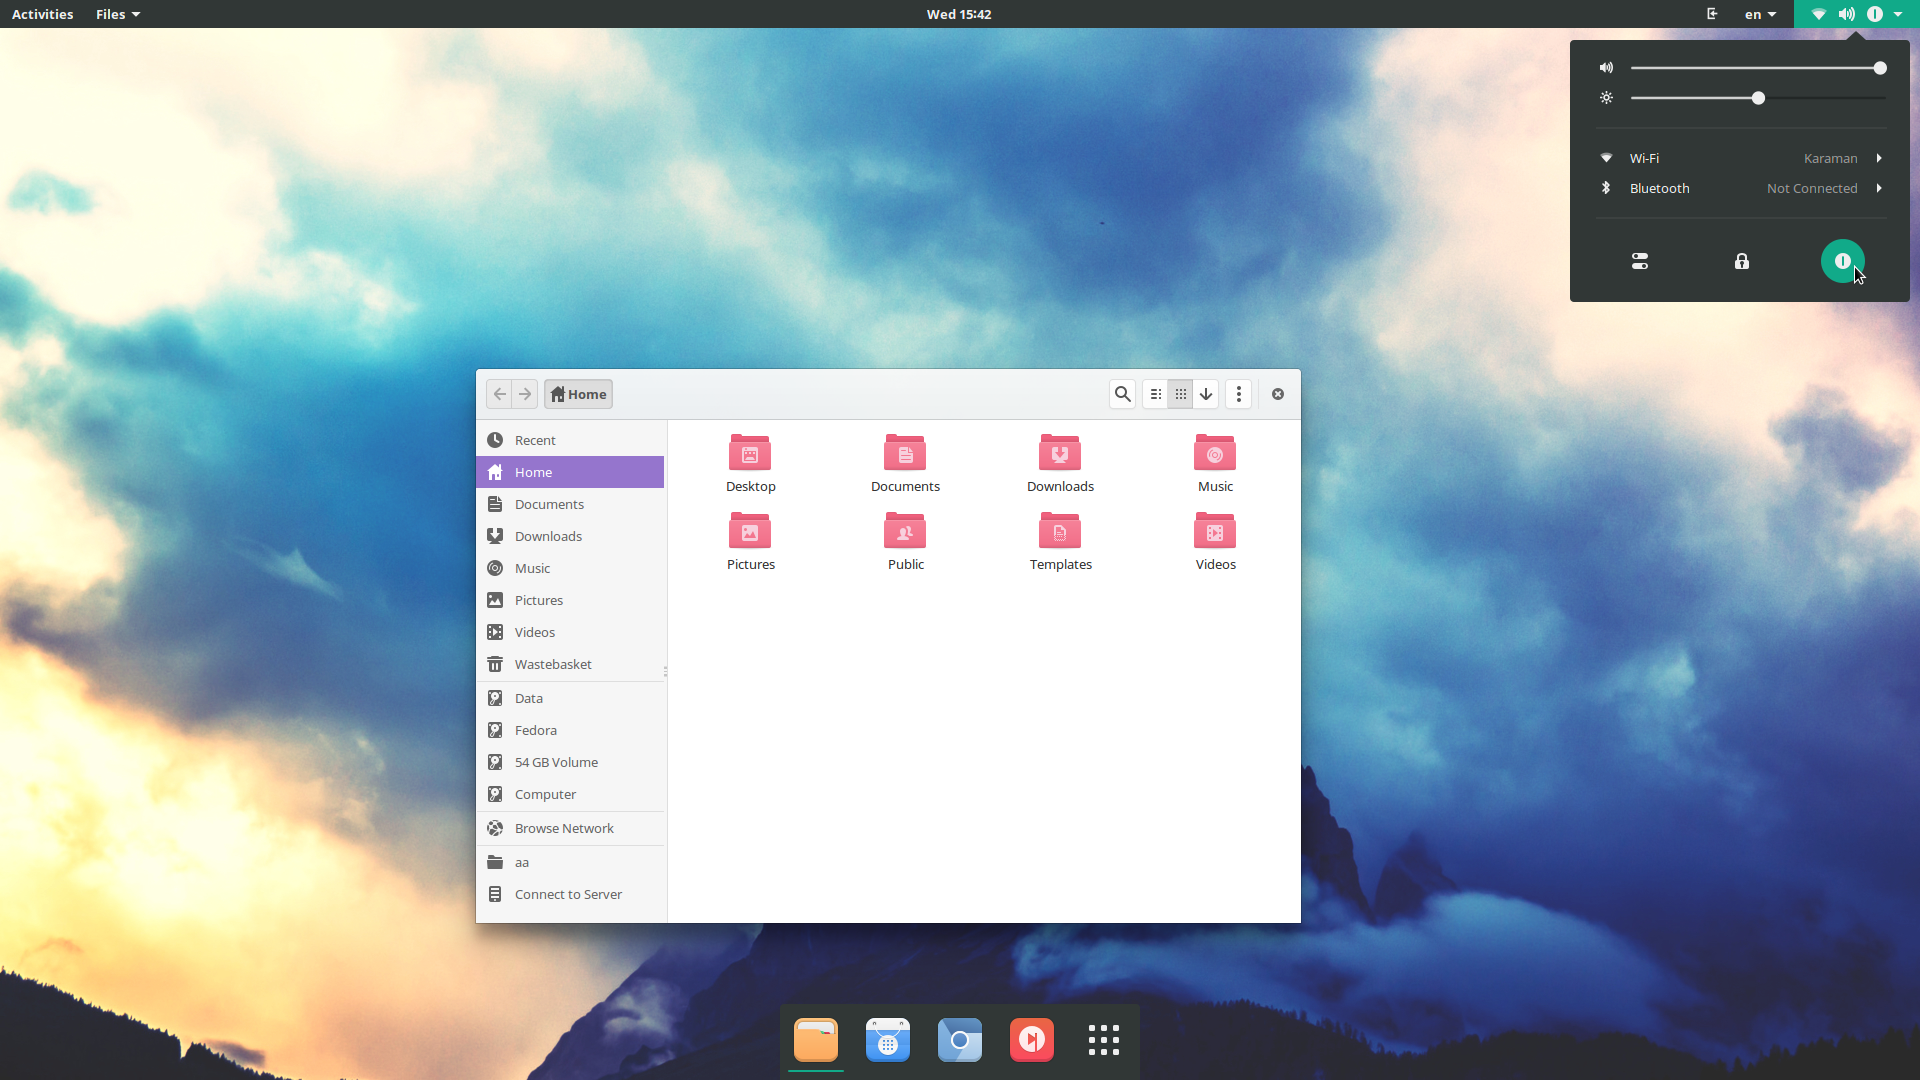 Activities Files Wed 15:42 en
Wi-Fi Karaman
Bluetooth Not Connected
Home
Recent
Home
Documents
Downloads
Music
Pictures
Videos
Wastebasket
Data
Fedora
54 GB Volume
Computer
Browse Network
aa
Connect to Server
Desktop Documents Downloads Music
Pictures Public Templates Videos